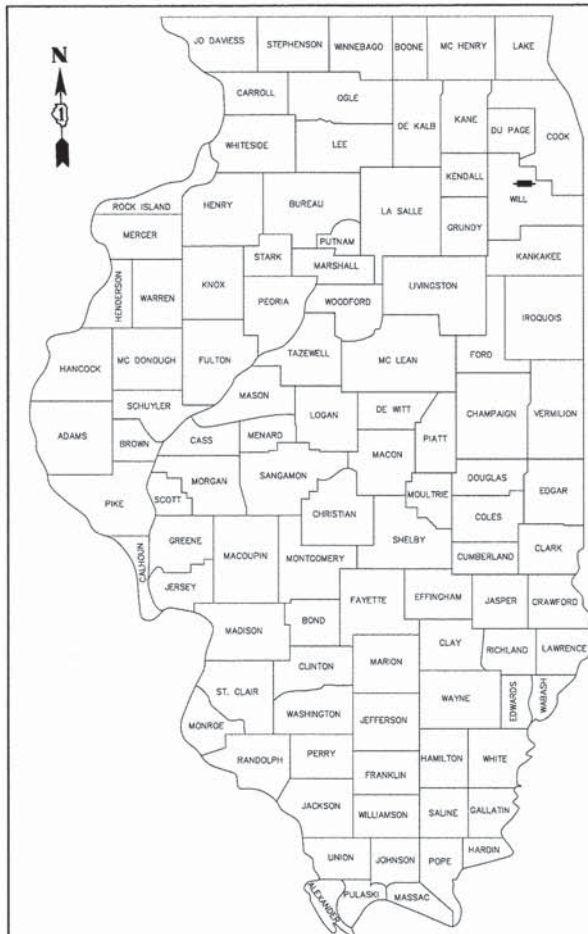 JO DAVIESS STEPHENSON WINNEBAGO BOONE MC HENRY LAKE
N
CARROLL OGLE
1
DE KALB KANE DU PAGE COOK
WHITESIDE LEE
KENDALL
WILL
ROCK ISLAND HENRY BUREAU LA SALLE
MERCER PUTNAM GRUNDY
STARK MARSHALL KANKAKEE
HENDERSON WARREN KNOX PEORIA WOODFORD LIVINGSTON
IROQUOIS
HANCOCK MC DONOUGH FULTON TAZEWELL MC LEAN FORD
MASON
SCHUYLER LOGAN DE WITT CHAMPAIGN VERMILION
ADAMS BROWN CASS MENARD PIATT
MACON
SCOTT MORGAN SANGAMON DOUGLAS
PIKE CHRISTIAN MOULTRIE EDGAR
COLES
CALHOUN GREENE MACOUPIN MONTGOMERY SHELBY CUMBERLAND CLARK
JERSEY
FAYETTE EFFINGHAM JASPER CRAWFORD
MADISON BOND
CLAY RICHLAND LAWRENCE
CLINTON MARION
ST. CLAIR WAYNE EDWARDS WABASH
MONROE WASHINGTON JEFFERSON
RANDOLPH PERRY HAMILTON WHITE
FRANKLIN
JACKSON WILLIAMSON SALINE GALLATIN
HARDIN
UNION JOHNSON POPE
ALEXANDER PULASKI MASSAC